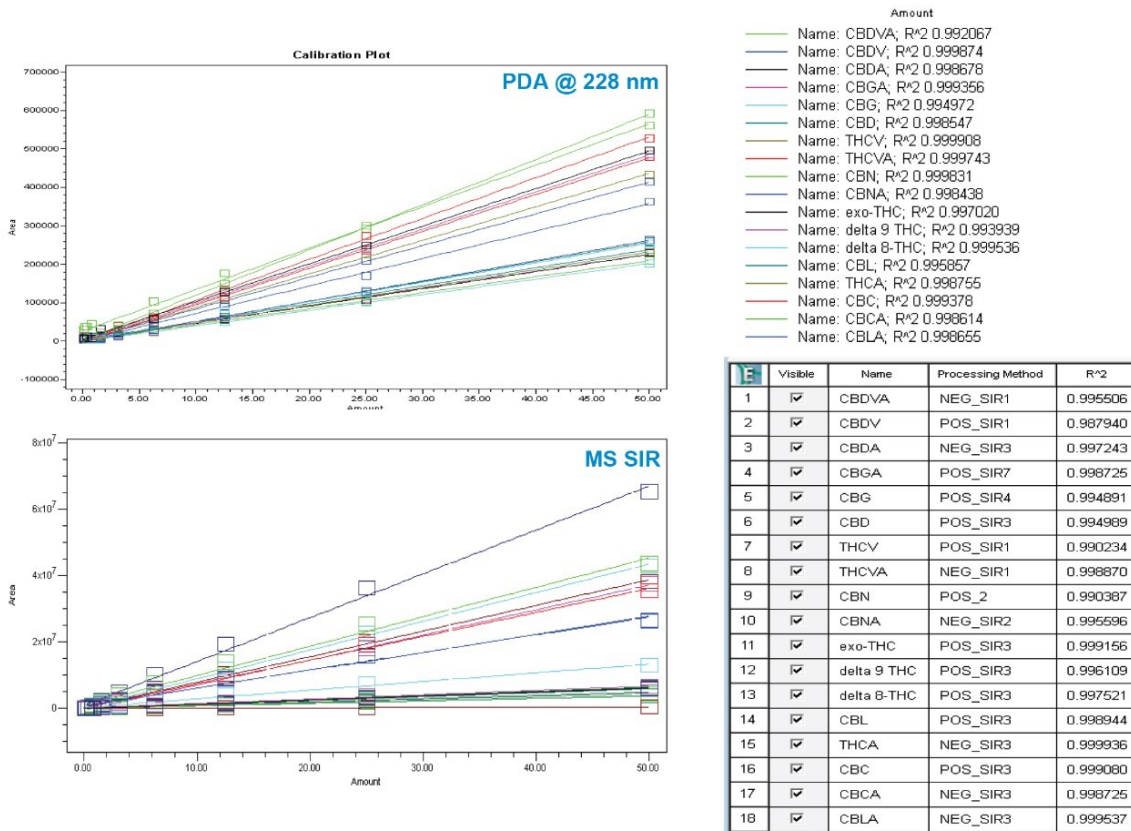 Calibration Plot
PDA @ 228 nm
700000
600000
500000
400000
300000
200000
100000
0
-100000
Area
0.00 5.00 10.00 15.00 20.00 25.00 30.00 35.00 40.00 45.00 50.00
Amount
MS SIR
8x10^7
6x10^7
4x10^7
2x10^7
0
Area
0.00 10.00 20.00 30.00 40.00 50.00
Amount
Amount
Name: CBDVA; R^2 0.992067
Name: CBDV; R^2 0.999874
Name: CBDA; R^2 0.998678
Name: CBGA; R^2 0.999356
Name: CBG; R^2 0.994972
Name: CBD; R^2 0.998547
Name: THCV; R^2 0.999908
Name: THCVA; R^2 0.999743
Name: CBN; R^2 0.999831
Name: CBNA; R^2 0.998438
Name: exo-THC; R^2 0.997020
Name: delta 9 THC; R^2 0.993939
Name: delta 8-THC; R^2 0.999536
Name: CBL; R^2 0.995857
Name: THCA; R^2 0.998755
Name: CBC; R^2 0.999378
Name: CBCA; R^2 0.998614
Name: CBLA; R^2 0.998655
E Visible Name Processing Method R^2
1 CBDVA NEG_SIR1 0.995506
2 CBDV POS_SIR1 0.987940
3 CBDA NEG_SIR3 0.997243
4 CBGA POS_SIR7 0.998725
5 CBG POS_SIR4 0.994891
6 CBD POS_SIR3 0.994989
7 THCV POS_SIR1 0.990234
8 THCVA NEG_SIR1 0.998870
9 CBN POS_2 0.990387
10 CBNA NEG_SIR2 0.995596
11 exo-THC POS_SIR3 0.999156
12 delta 9 THC POS_SIR3 0.996109
13 delta 8-THC POS_SIR3 0.997521
14 CBL POS_SIR3 0.998944
15 THCA NEG_SIR3 0.999936
16 CBC POS_SIR3 0.999080
17 CBCA NEG_SIR3 0.998725
18 CBLA NEG_SIR3 0.999537